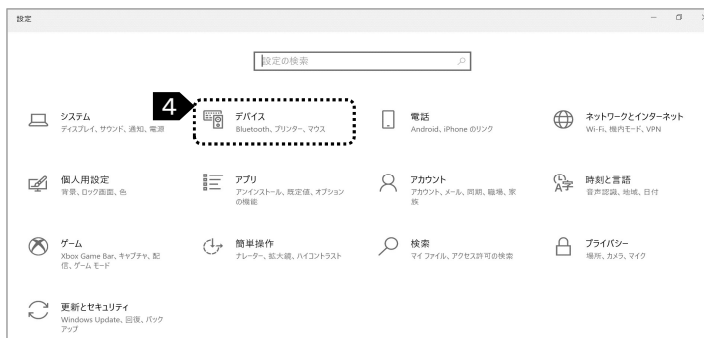 設定
設定の検索
4
システム
ディスプレイ、サウンド、通知、電源
デバイス
Bluetooth、プリンター、マウス
電話
Android、iPhone のリンク
ネットワークとインターネット
Wi-Fi、機内モード、VPN
個人用設定
背景、ロック画面、色
アプリ
アンインストール、既定値、オプション
の機能
アカウント
アカウント、メール、同期、職場、家
族
時刻と言語
音声認識、地域、日付
ゲーム
Xbox Game Bar、キャプチャ、配
信、ゲーム モード
簡単操作
ナレーター、拡大鏡、ハイコントラスト
検索
マイ ファイル、アクセス許可の検索
プライバシー
場所、カメラ、マイク
更新とセキュリティ
Windows Update、回復、バック
アップ